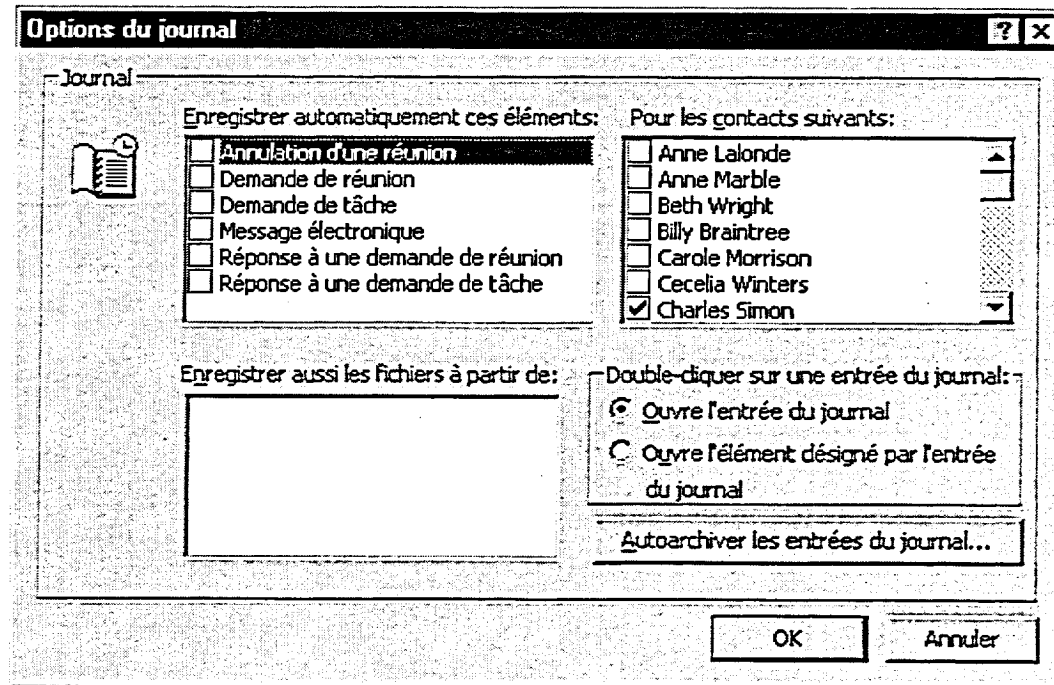 Options du journal
Journal
Enregistrer automatiquement ces éléments:
Annulation d'une réunion
Demande de réunion
Demande de tâche
Message électronique
Réponse à une demande de réunion
Réponse à une demande de tâche
Pour les contacts suivants:
Anne Lalonde
Anne Marble
Beth Wright
Billy Braintree
Carole Morrison
Cecelia Winters
Charles Simon
Enregistrer aussi les fichiers à partir de:
Double-cliquer sur une entrée du journal:
Ouvre l'entrée du journal
Ouvre l'élément désigné par l'entrée
du journal
Autoarchiver les entrées du journal...
OK
Annuler